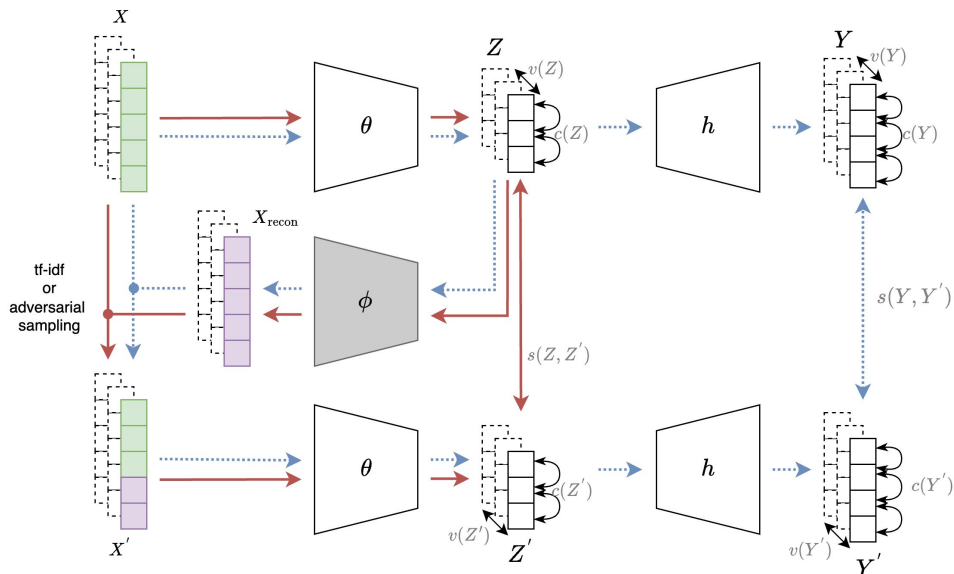 X
Z
v(Z)
Y
v(Y)
θ
c(Z)
h
c(Y)
X_recon
tf-idf
or
adversarial
sampling
ϕ
s(Y, Y′)
s(Z, Z′)
θ
c(Z′)
h
c(Y′)
v(Z′)
v(Y′)
X′
Z′
Y′